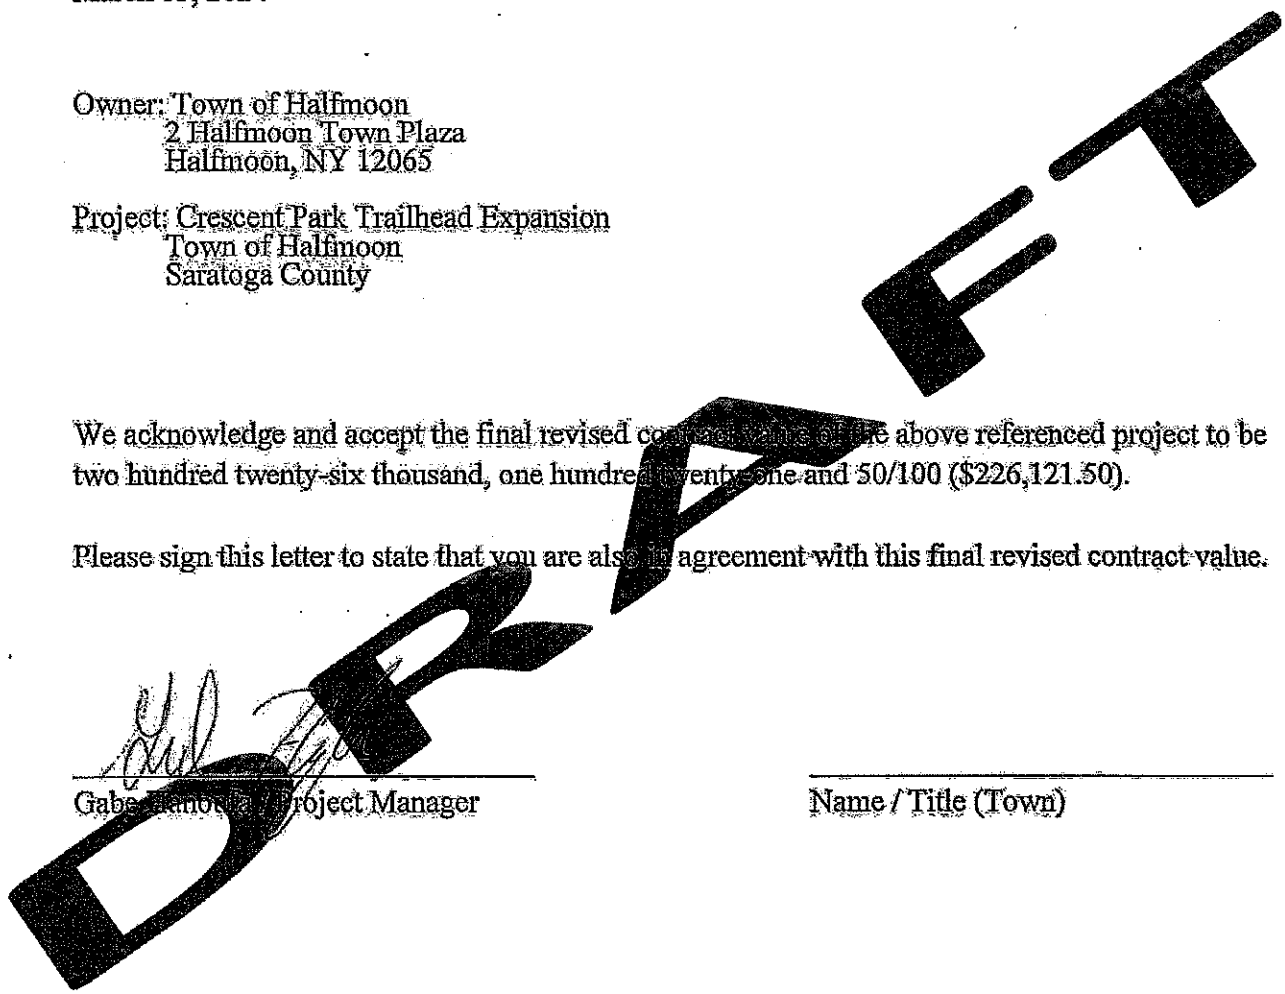 Owner: Town of Halfmoon
2 Halfmoon Town Plaza
Halfmoon, NY 12065
Project: Crescent Park Trailhead Expansion
Town of Halfmoon
Saratoga County
We acknowledge and accept the final revised contract value of the above referenced project to be
two hundred twenty-six thousand, one hundred twenty-one and 50/100 ($226,121.50).
Please sign this letter to state that you are also in agreement with this final revised contract value.
Gabe Project Manager
Name / Title (Town)
DRAFT